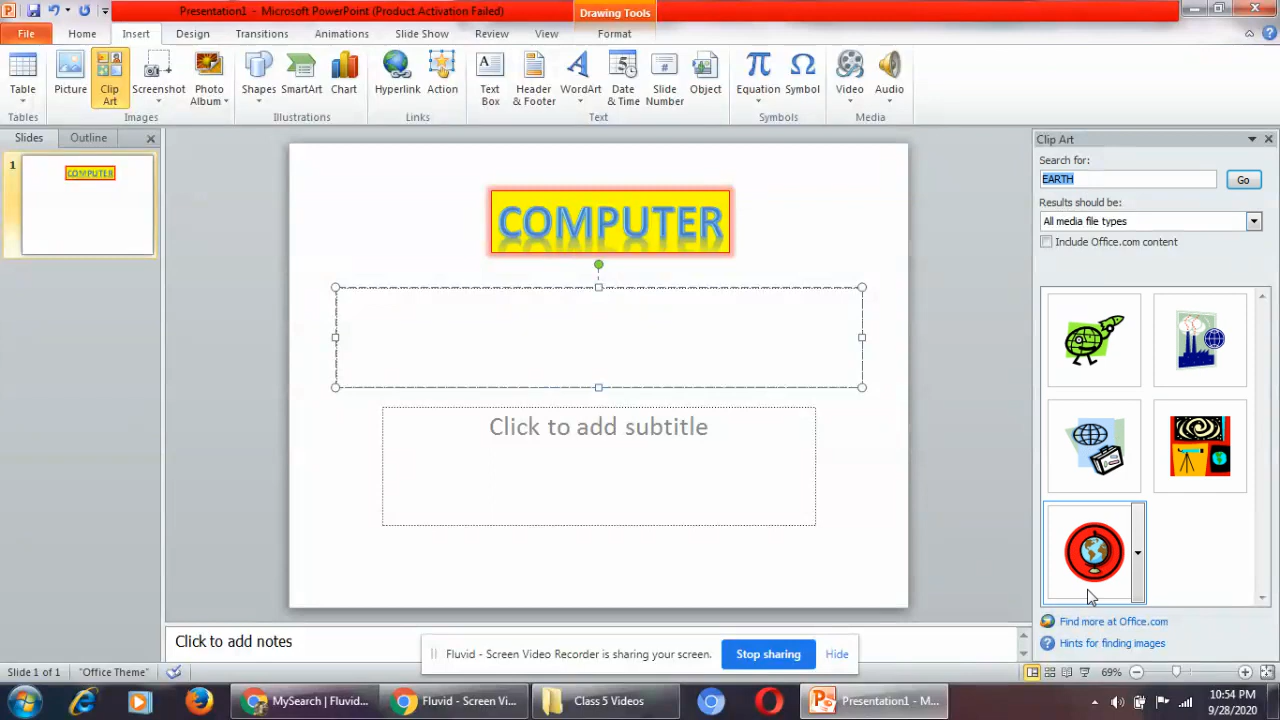 Presentation1 - Microsoft PowerPoint (Product Activation Failed)
Drawing Tools
File Home Insert Design Transitions Animations Slide Show Review View Format
Table Picture Clip Art Screenshot Photo Album Shapes SmartArt Chart Hyperlink Action Text Box Header & Footer WordArt Date & Time Slide Number Object Equation Symbol Video Audio
Tables Images Illustrations Links Text Symbols Media
Slides Outline
1
COMPUTER
COMPUTER
Click to add subtitle
Click to add notes
Clip Art
Search for:
EARTH Go
Results should be:
All media file types
Include Office.com content
Find more at Office.com
Hints for finding images
Fluvid - Screen Video Recorder is sharing your screen. Stop sharing Hide
Slide 1 of 1 "Office Theme" 69%
MySearch | Fluvid... Fluvid - Screen Vid... Class 5 Videos Presentation1 - M...
10:54 PM
9/28/2020